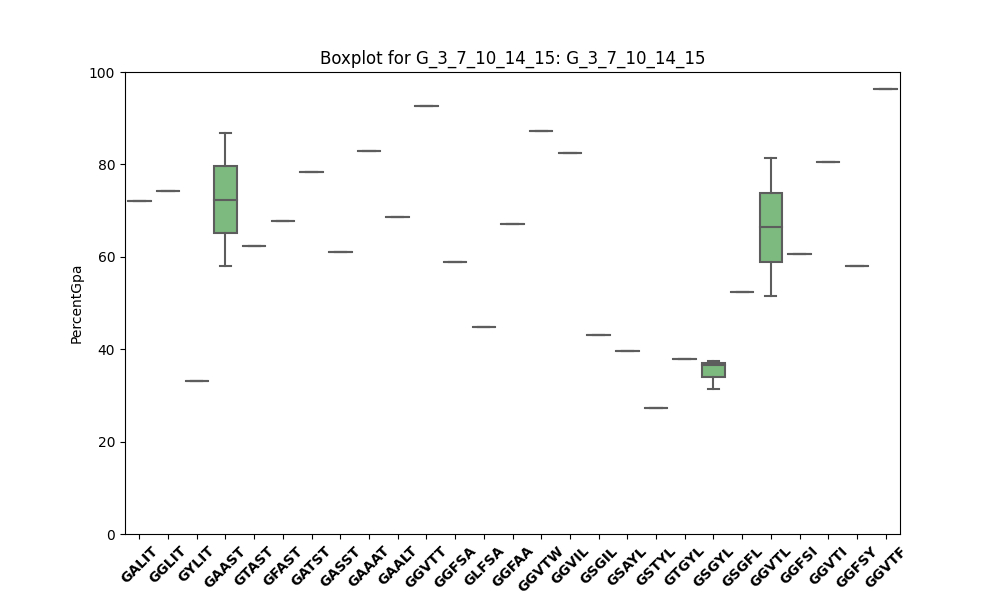 Boxplot for G_3_7_10_14_15: G_3_7_10_14_15
PercentGpa
100
80
60
40
20
0
GALIT
GGLIT
GYLIT
GAAST
GTAST
GFAST
GATST
GASST
GAAAT
GAALT
GGVTT
GGFSA
GLFSA
GGFAA
GGVTW
GGVIL
GSGIL
GSAYL
GSTYL
GTGYL
GSGYL
GSGFL
GGVTL
GGFSI
GGVTI
GGFSY
GGVTF